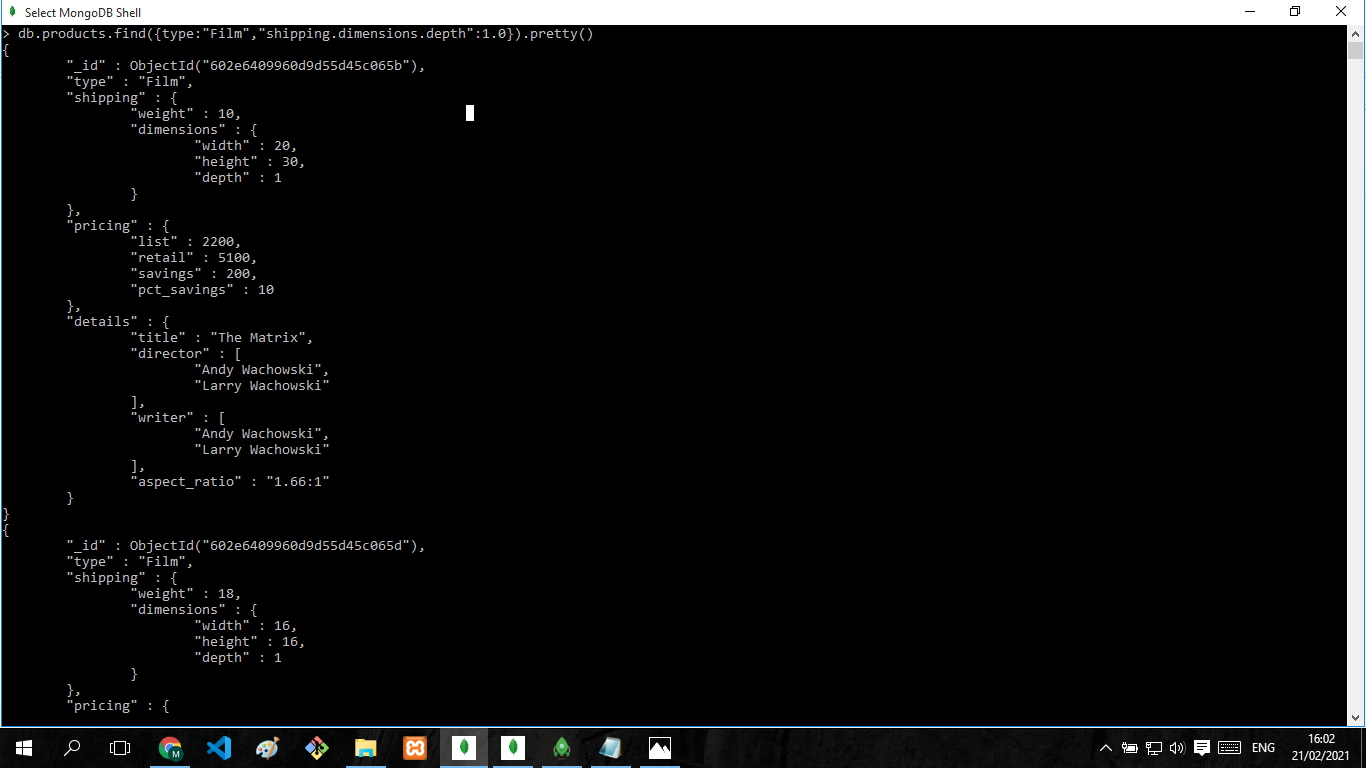 Select MongoDB Shell
> db.products.find({type:"Film","shipping.dimensions.depth":1.0}).pretty()
{
"_id" : ObjectId("602e6409960d9d55d45c065b"),
"type" : "Film",
"shipping" : {
"weight" : 10,
"dimensions" : {
"width" : 20,
"height" : 30,
"depth" : 1
}
},
"pricing" : {
"list" : 2200,
"retail" : 5100,
"savings" : 200,
"pct_savings" : 10
},
"details" : {
"title" : "The Matrix",
"director" : [
"Andy Wachowski",
"Larry Wachowski"
],
"writer" : [
"Andy Wachowski",
"Larry Wachowski"
],
"aspect_ratio" : "1.66:1"
}
}
{
"_id" : ObjectId("602e6409960d9d55d45c065d"),
"type" : "Film",
"shipping" : {
"weight" : 18,
"dimensions" : {
"width" : 16,
"height" : 16,
"depth" : 1
}
},
"pricing" : {
M
ENG
16:02
21/02/2021